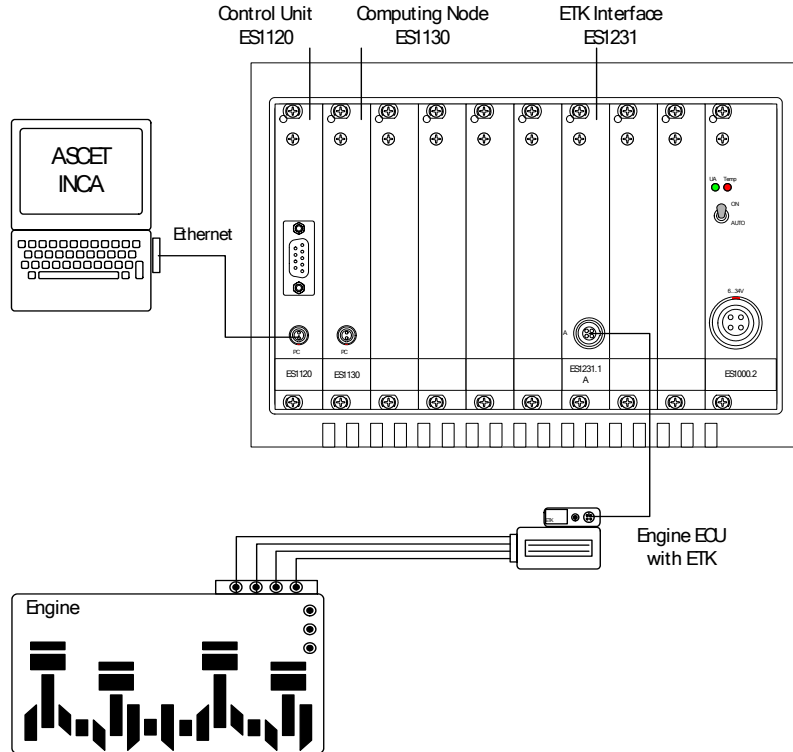 Control Unit
ES1120
Computing Node
ES1130
ETK Interface
ES1231
ASCET
INCA
Ethernet
UA Temp
ON
AUTO
6...34V
A
PC
PC
ES1120
ES1130
ES1231.1
A
ES1000.2
ETK
Engine ECU
with ETK
Engine